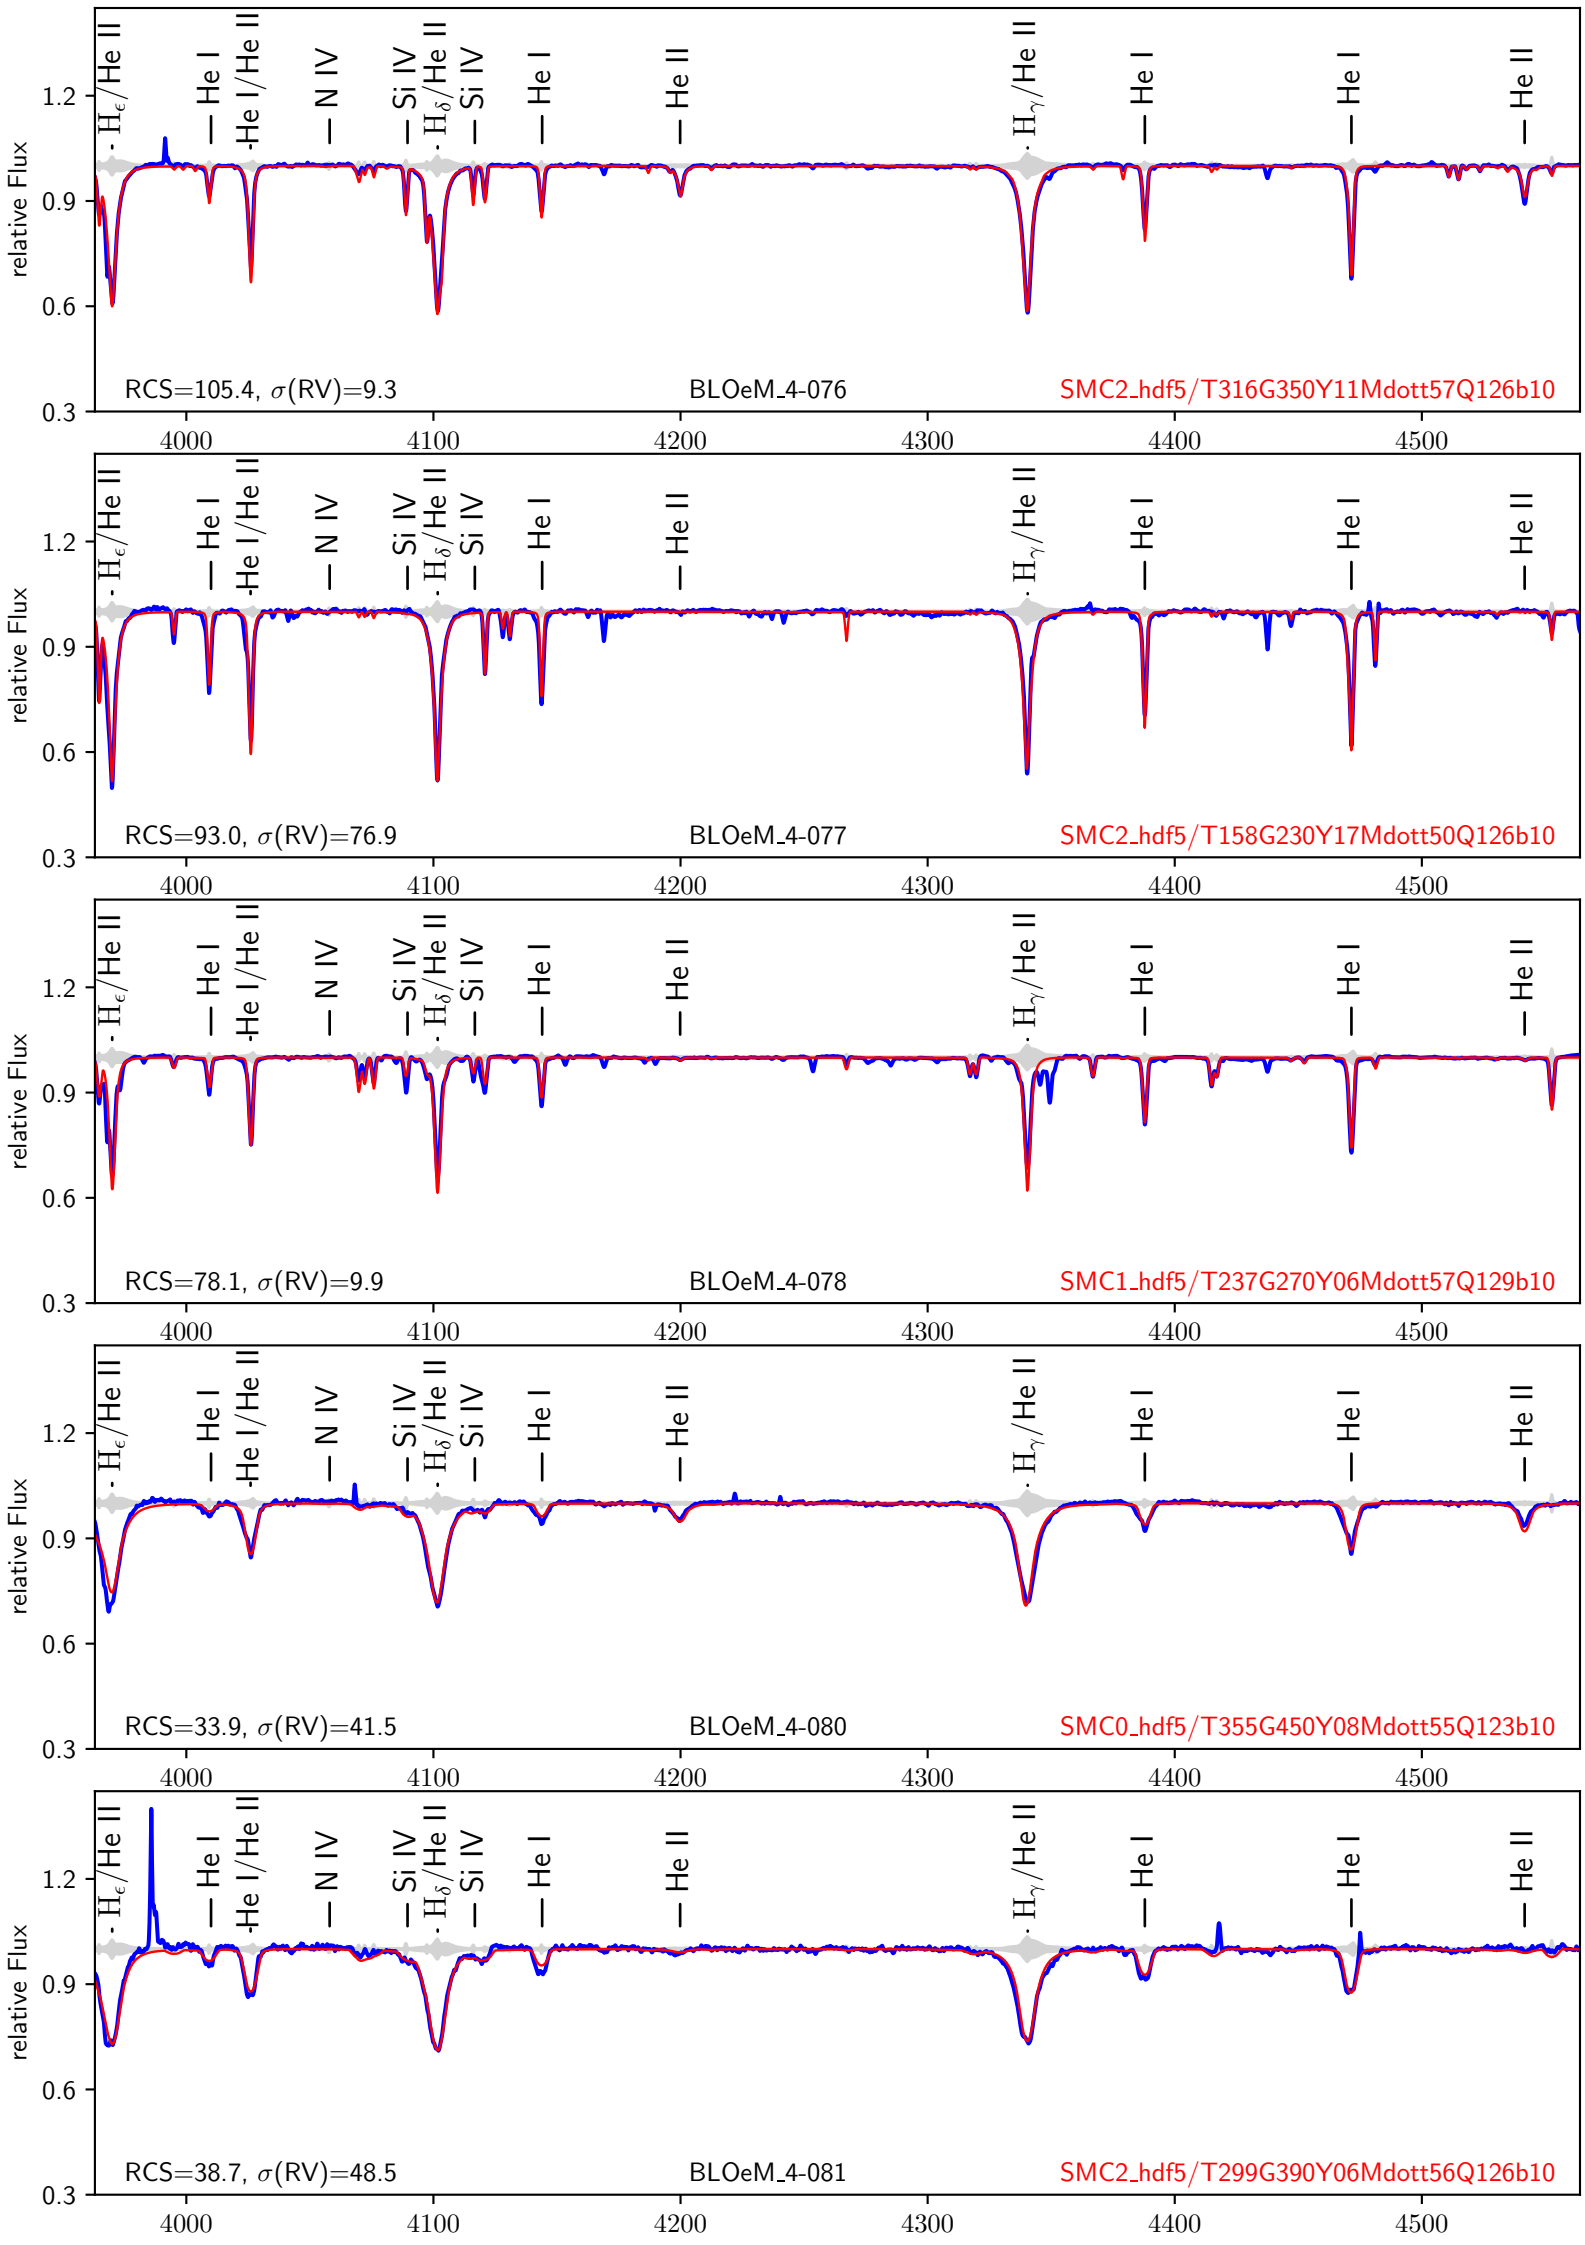 H_ϵ/He II
He I
He I/He II
N IV
Si IV
H_δ/He II
Si IV
He I
He II
H_γ/He II
He I
He I
He II
relative Flux
1.2
0.9
0.6
0.3
RCS=105.4, σ(RV)=9.3
BLOeM_4-076
SMC2_hdf5/T316G350Y11Mdott57Q126b10
4000 4100 4200 4300 4400 4500
H_ϵ/He II
He I
He I/He II
N IV
Si IV
H_δ/He II
Si IV
He I
He II
H_γ/He II
He I
He I
He II
relative Flux
1.2
0.9
0.6
0.3
RCS=93.0, σ(RV)=76.9
BLOeM_4-077
SMC2_hdf5/T158G230Y17Mdott50Q126b10
4000 4100 4200 4300 4400 4500
H_ϵ/He II
He I
He I/He II
N IV
Si IV
H_δ/He II
Si IV
He I
He II
H_γ/He II
He I
He I
He II
relative Flux
1.2
0.9
0.6
0.3
RCS=78.1, σ(RV)=9.9
BLOeM_4-078
SMC1_hdf5/T237G270Y06Mdott57Q129b10
4000 4100 4200 4300 4400 4500
H_ϵ/He II
He I
He I/He II
N IV
Si IV
H_δ/He II
Si IV
He I
He II
H_γ/He II
He I
He I
He II
relative Flux
1.2
0.9
0.6
0.3
RCS=33.9, σ(RV)=41.5
BLOeM_4-080
SMC0_hdf5/T355G450Y08Mdott55Q123b10
4000 4100 4200 4300 4400 4500
H_ϵ/He II
He I
He I/He II
N IV
Si IV
H_δ/He II
Si IV
He I
He II
H_γ/He II
He I
He I
He II
relative Flux
1.2
0.9
0.6
0.3
RCS=38.7, σ(RV)=48.5
BLOeM_4-081
SMC2_hdf5/T299G390Y06Mdott56Q126b10
4000 4100 4200 4300 4400 4500